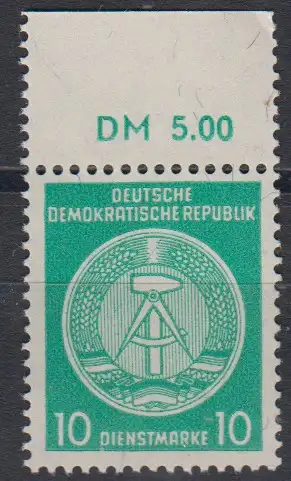 DM 5.00
DEUTSCHE
DEMOKRATISCHE REPUBLIK
10 DIENSTMARKE 10